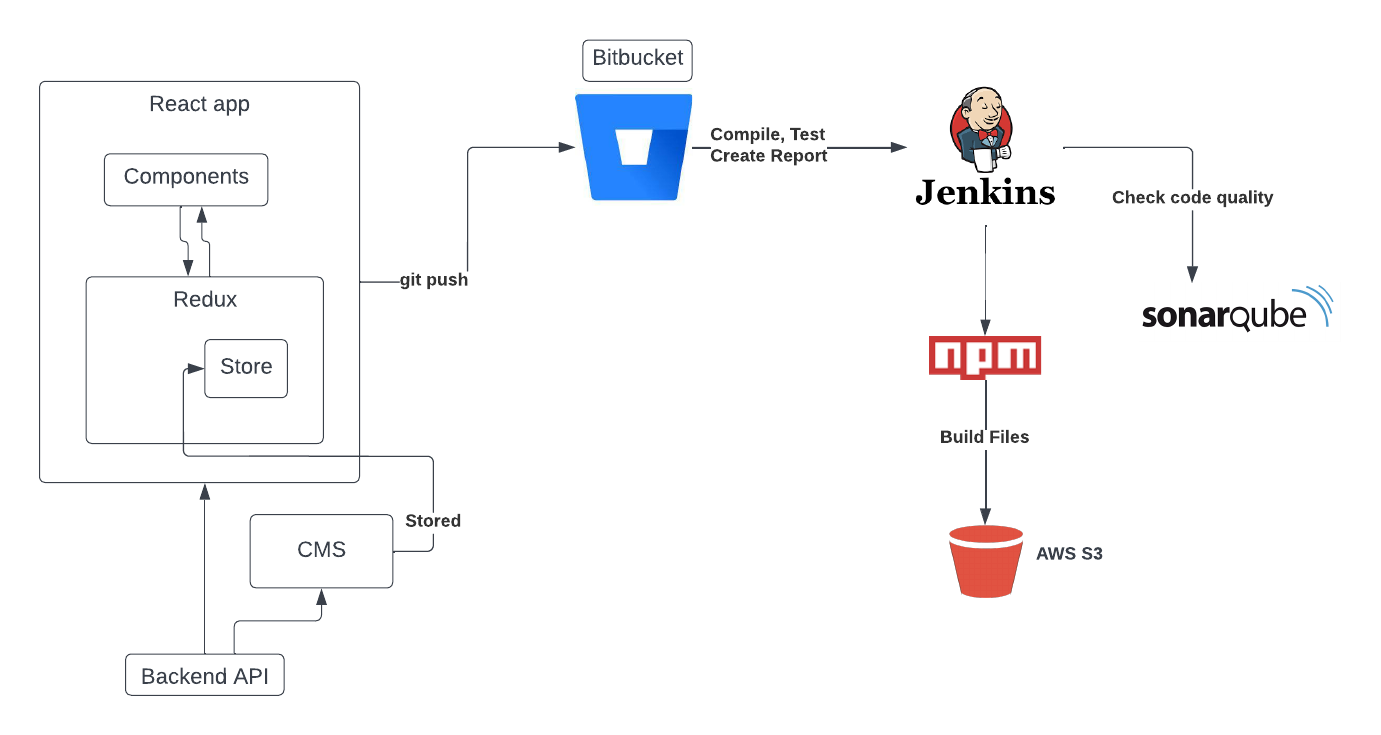 Bitbucket
React app
Components
Compile, Test
Create Report
Jenkins
Check code quality
git push
Redux
sonarqube
Store
npm
Build Files
Stored
CMS
AWS S3
Backend API